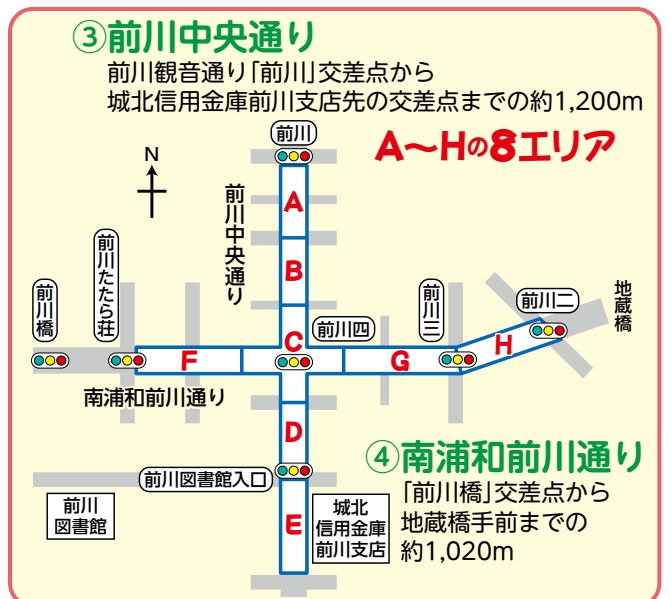 ③前川中央通り
前川観音通り「前川」交差点から
城北信用金庫前川支店先の交差点までの約1,200m
A〜Hの8エリア
前川
N
A
前川中央通り
B
前川橋
前川たたら荘
C
前川四
前川三
前川二
地蔵橋
F
G
H
南浦和前川通り
D
④南浦和前川通り
「前川橋」交差点から
地蔵橋手前までの
約1,020m
前川図書館入口
前川
図書館
E
城北
信用金庫
前川支店